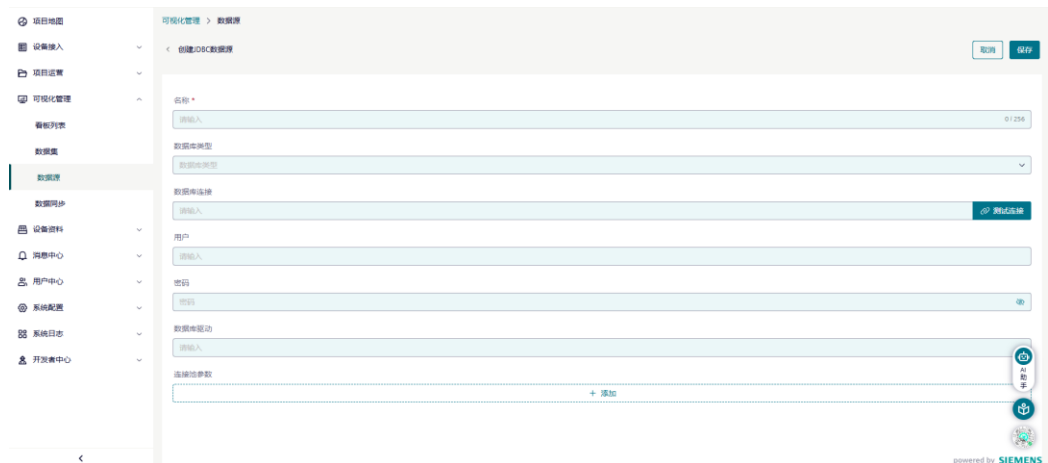 项目地图
设备接入
项目运营
可视化管理
看板列表
数据集
数据源
数据同步
设备资料
消息中心
用户中心
系统配置
系统日志
开发者中心
可视化管理 > 数据源
< 创建JDBC数据源
取消
保存
名称 *
请输入
0 / 256
数据库类型
数据库类型
数据库连接
请输入
测试连接
用户
请输入
密码
密码
数据库驱动
请输入
连接池参数
+ 添加
AI
助
手
powered by SIEMENS